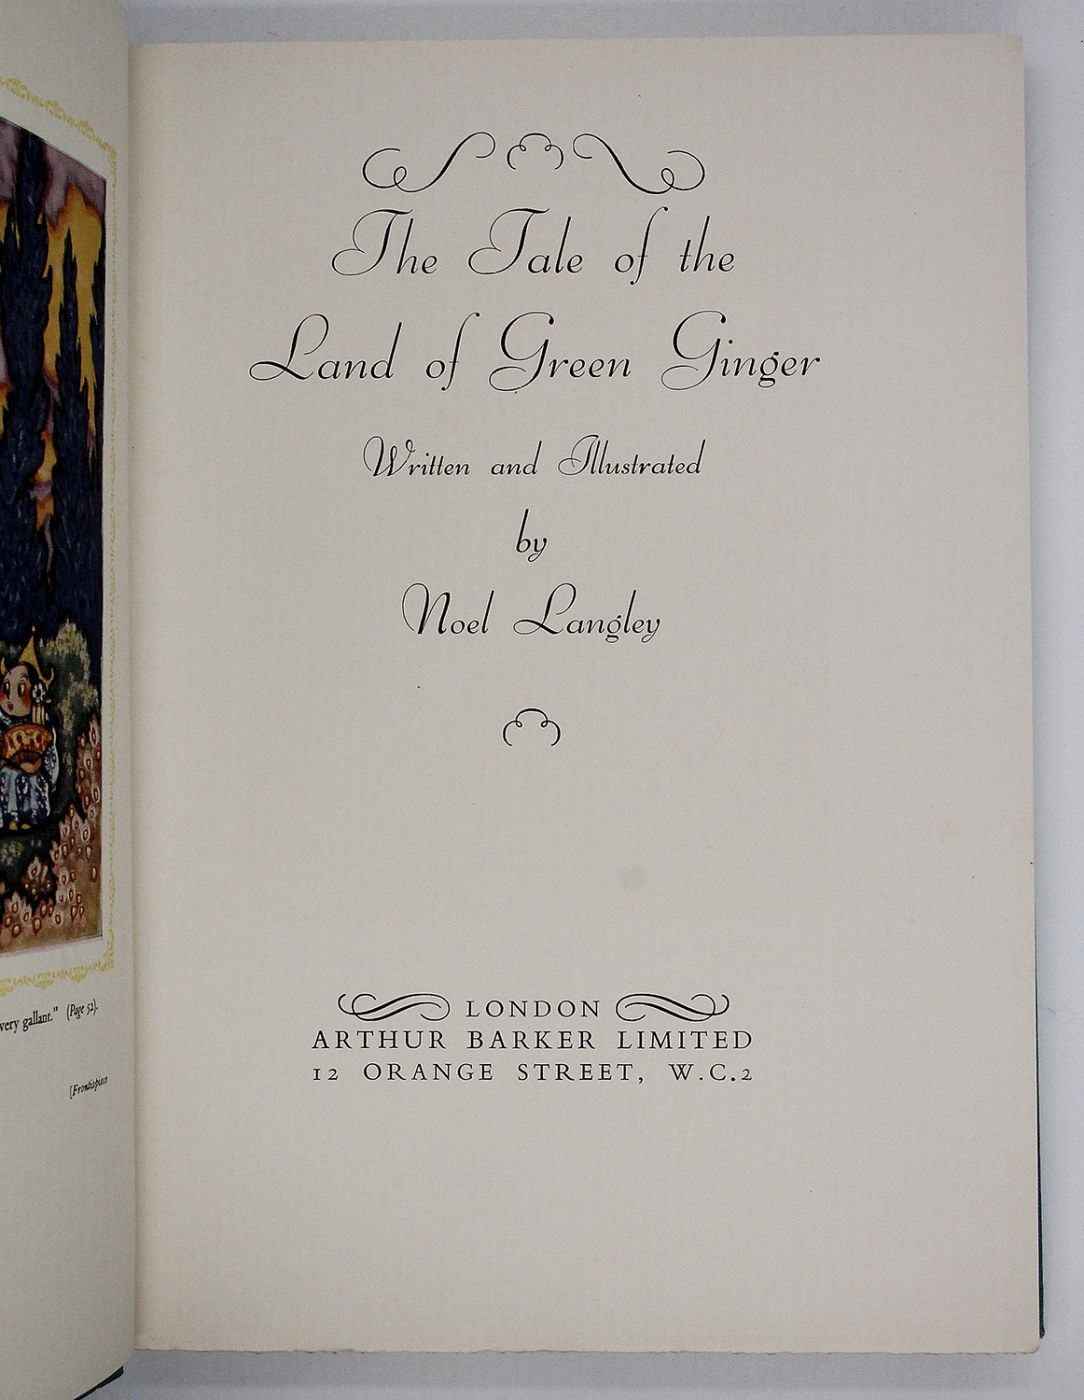 The Tale of the
Land of Green Ginger
Written and Illustrated
by
Noel Langley
LONDON
ARTHUR BARKER LIMITED
12 ORANGE STREET, W.C.2
very gallant." (Page 52).
[Frontispiece